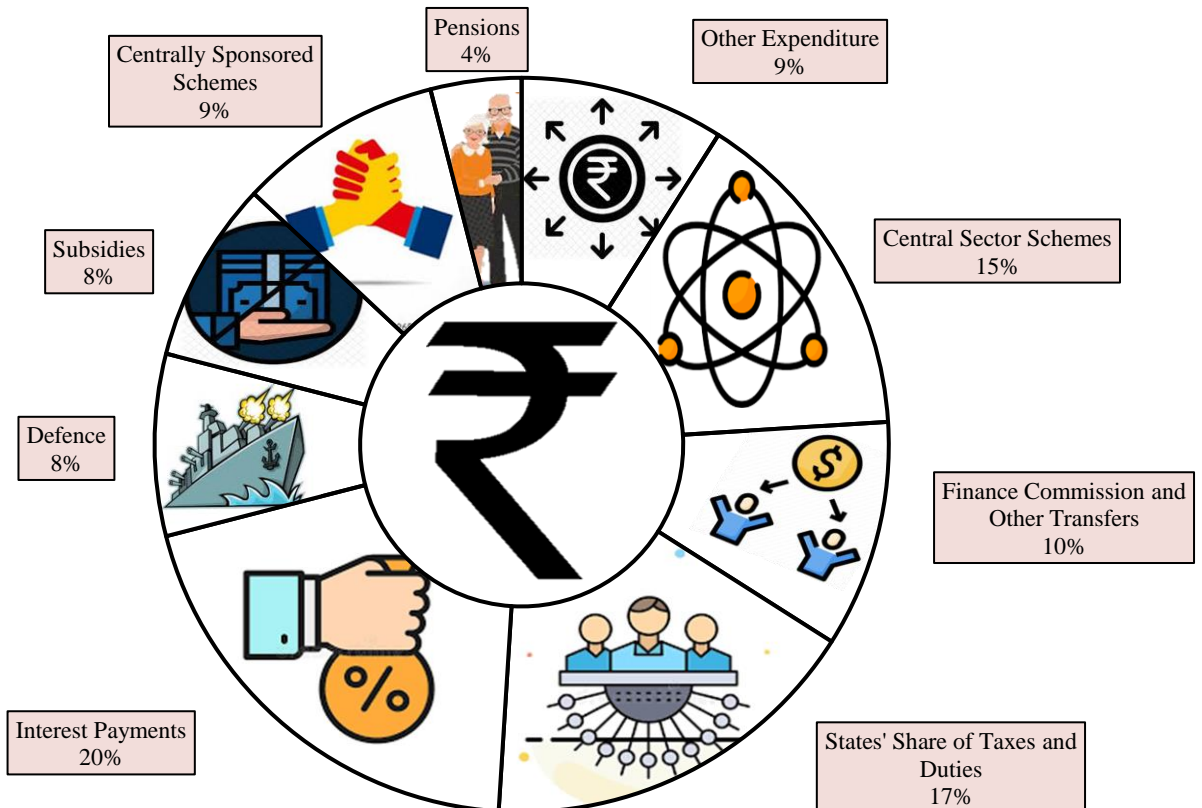 Pensions
4%
Other Expenditure
9%
Centrally Sponsored
Schemes
9%
Central Sector Schemes
15%
Subsidies
8%
Defence
8%
Finance Commission and
Other Transfers
10%
Interest Payments
20%
States' Share of Taxes and
Duties
17%
₹
₹
$
%